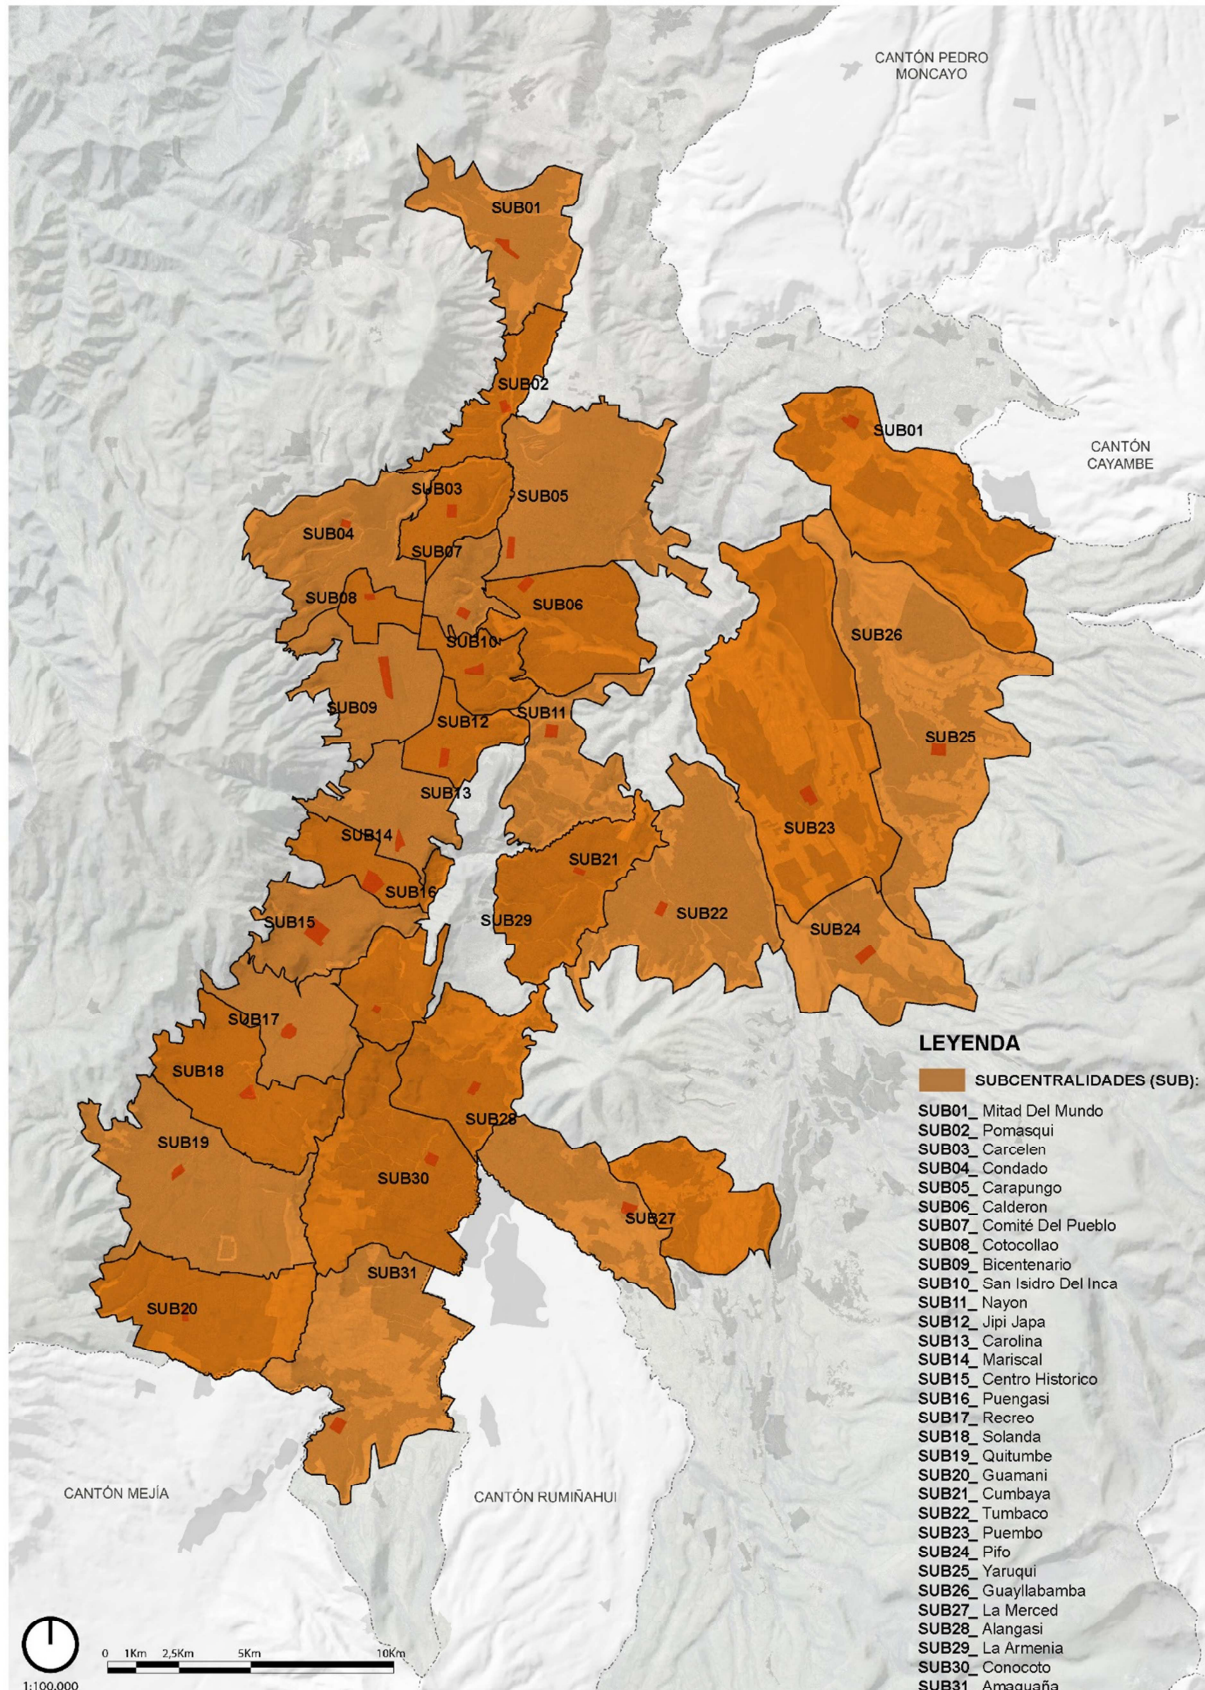 CANTÓN PEDRO
MONCAYO
SUB01
SUB02
SUB01
CANTÓN
CAYAMBE
SUB03
SUB05
SUB04
SUB07
SUB08
SUB06
SUB26
SUB10
SUB09
SUB11
SUB12
SUB25
SUB13
SUB14
SUB23
SUB21
SUB16
SUB15
SUB29
SUB22
SUB24
SUB17
SUB18
SUB28
SUB19
SUB30
SUB27
SUB31
SUB20
CANTÓN MEJÍA
CANTÓN RUMIÑAHUI
LEYENDA
SUBCENTRALIDADES (SUB):
SUB01_ Mitad Del Mundo
SUB02_ Pomasqui
SUB03_ Carcelen
SUB04_ Condado
SUB05_ Carapungo
SUB06_ Calderon
SUB07_ Comité Del Pueblo
SUB08_ Cotocollao
SUB09_ Bicentenario
SUB10_ San Isidro Del Inca
SUB11_ Nayon
SUB12_ Jipi Japa
SUB13_ Carolina
SUB14_ Mariscal
SUB15_ Centro Historico
SUB16_ Puengasi
SUB17_ Recreo
SUB18_ Solanda
SUB19_ Quitumbe
SUB20_ Guamani
SUB21_ Cumbaya
SUB22_ Tumbaco
SUB23_ Puembo
SUB24_ Pifo
SUB25_ Yaruqui
SUB26_ Guayllabamba
SUB27_ La Merced
SUB28_ Alangasi
SUB29_ La Armenia
SUB30_ Conocoto
SUB31_ Amaguaña
0 1Km 2,5Km 5Km 10Km
1:100,000